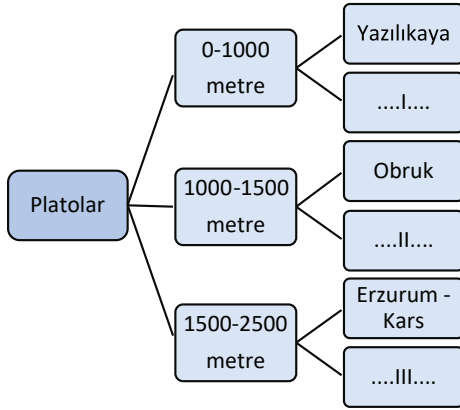 Platolar
0-1000
metre
Yazılıkaya
....I....
1000-1500
metre
Obruk
....II....
1500-2500
metre
Erzurum -
Kars
....III....